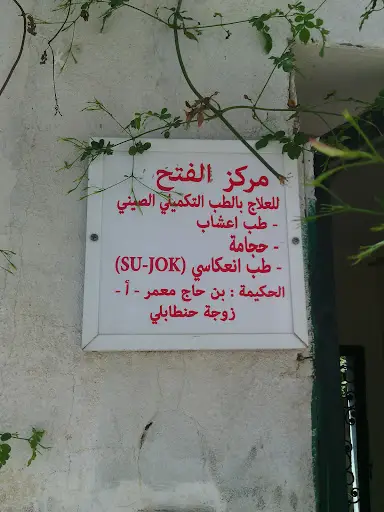 مركز الفتح
للعلاج بالطب التكميلي الصيني
- طب اعشاب
- حجامة
- طب انعكاسي (SU-JOK)
الحكيمة : بن حاج معمر - أ -
زوجة حنطابلي